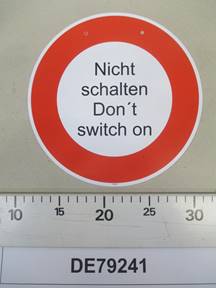 Nicht
schalten
Don´t
switch on
10 15 20 25 30
DE79241